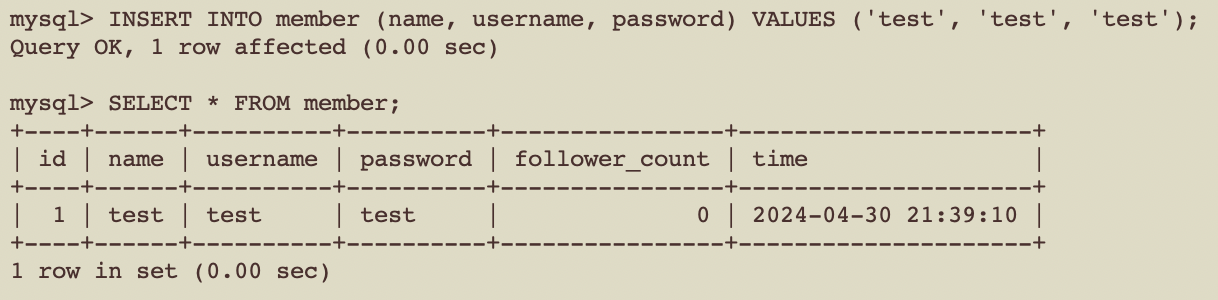 mysql> INSERT INTO member (name, username, password) VALUES ('test', 'test', 'test');
Query OK, 1 row affected (0.00 sec)

mysql> SELECT * FROM member;
+----+------+----------+----------+----------------+---------------------+
| id | name | username | password | follower_count | time                |
+----+------+----------+----------+----------------+---------------------+
|  1 | test | test     | test     |              0 | 2024-04-30 21:39:10 |
+----+------+----------+----------+----------------+---------------------+
1 row in set (0.00 sec)